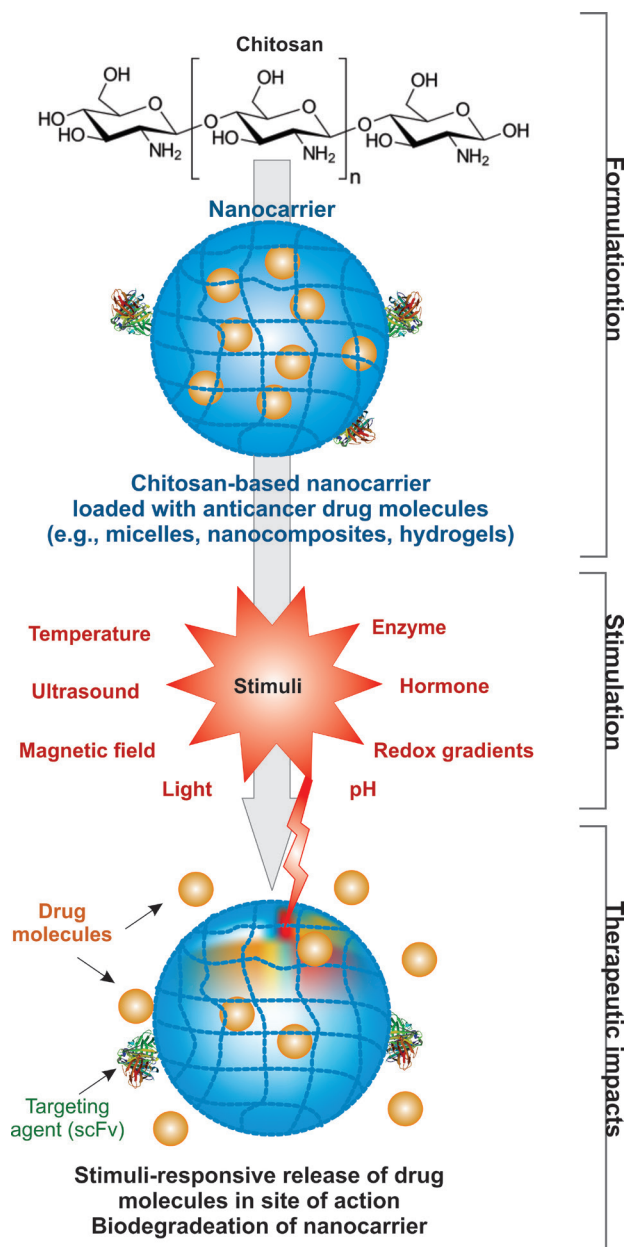 Chitosan
OH
OH
OH
HO
HO
NH2
O
O
HO
NH2
n
O
O
HO
NH2
O
OH
Nanocarrier
Chitosan-based nanocarrier
loaded with anticancer drug molecules
(e.g., micelles, nanocomposites, hydrogels)
Formulationtion
Temperature
Enzyme
Ultrasound
Stimuli
Hormone
Magnetic field
Redox gradients
Light
pH
Stimulation
Drug
molecules
Targeting
agent (scFv)
Stimuli-responsive release of drug
molecules in site of action
Biodegradeation of nanocarrier
Therapeutic impacts